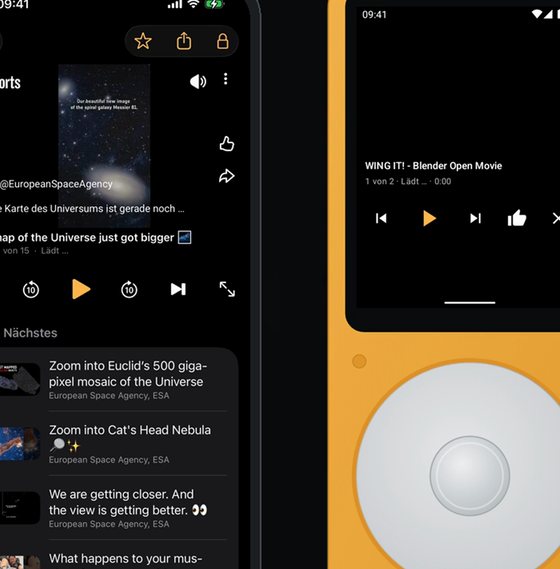 09:41
orts
Our beautiful new image
of the spiral galaxy Messier 81.
@EuropeanSpaceAgency
e Karte des Universums ist gerade noch ...
map of the Universe just got bigger
von 15 · Lädt ...
10
10
Nächstes
Zoom into Euclid's 500 giga-
pixel mosaic of the Universe
European Space Agency, ESA
Zoom into Cat's Head Nebula
🔎✨
European Space Agency, ESA
We are getting closer. And
the view is getting better. 👀
European Space Agency, ESA
What happens to your mus-
09:41
WING IT! - Blender Open Movie
1 von 2 · Lädt ... · 0:00